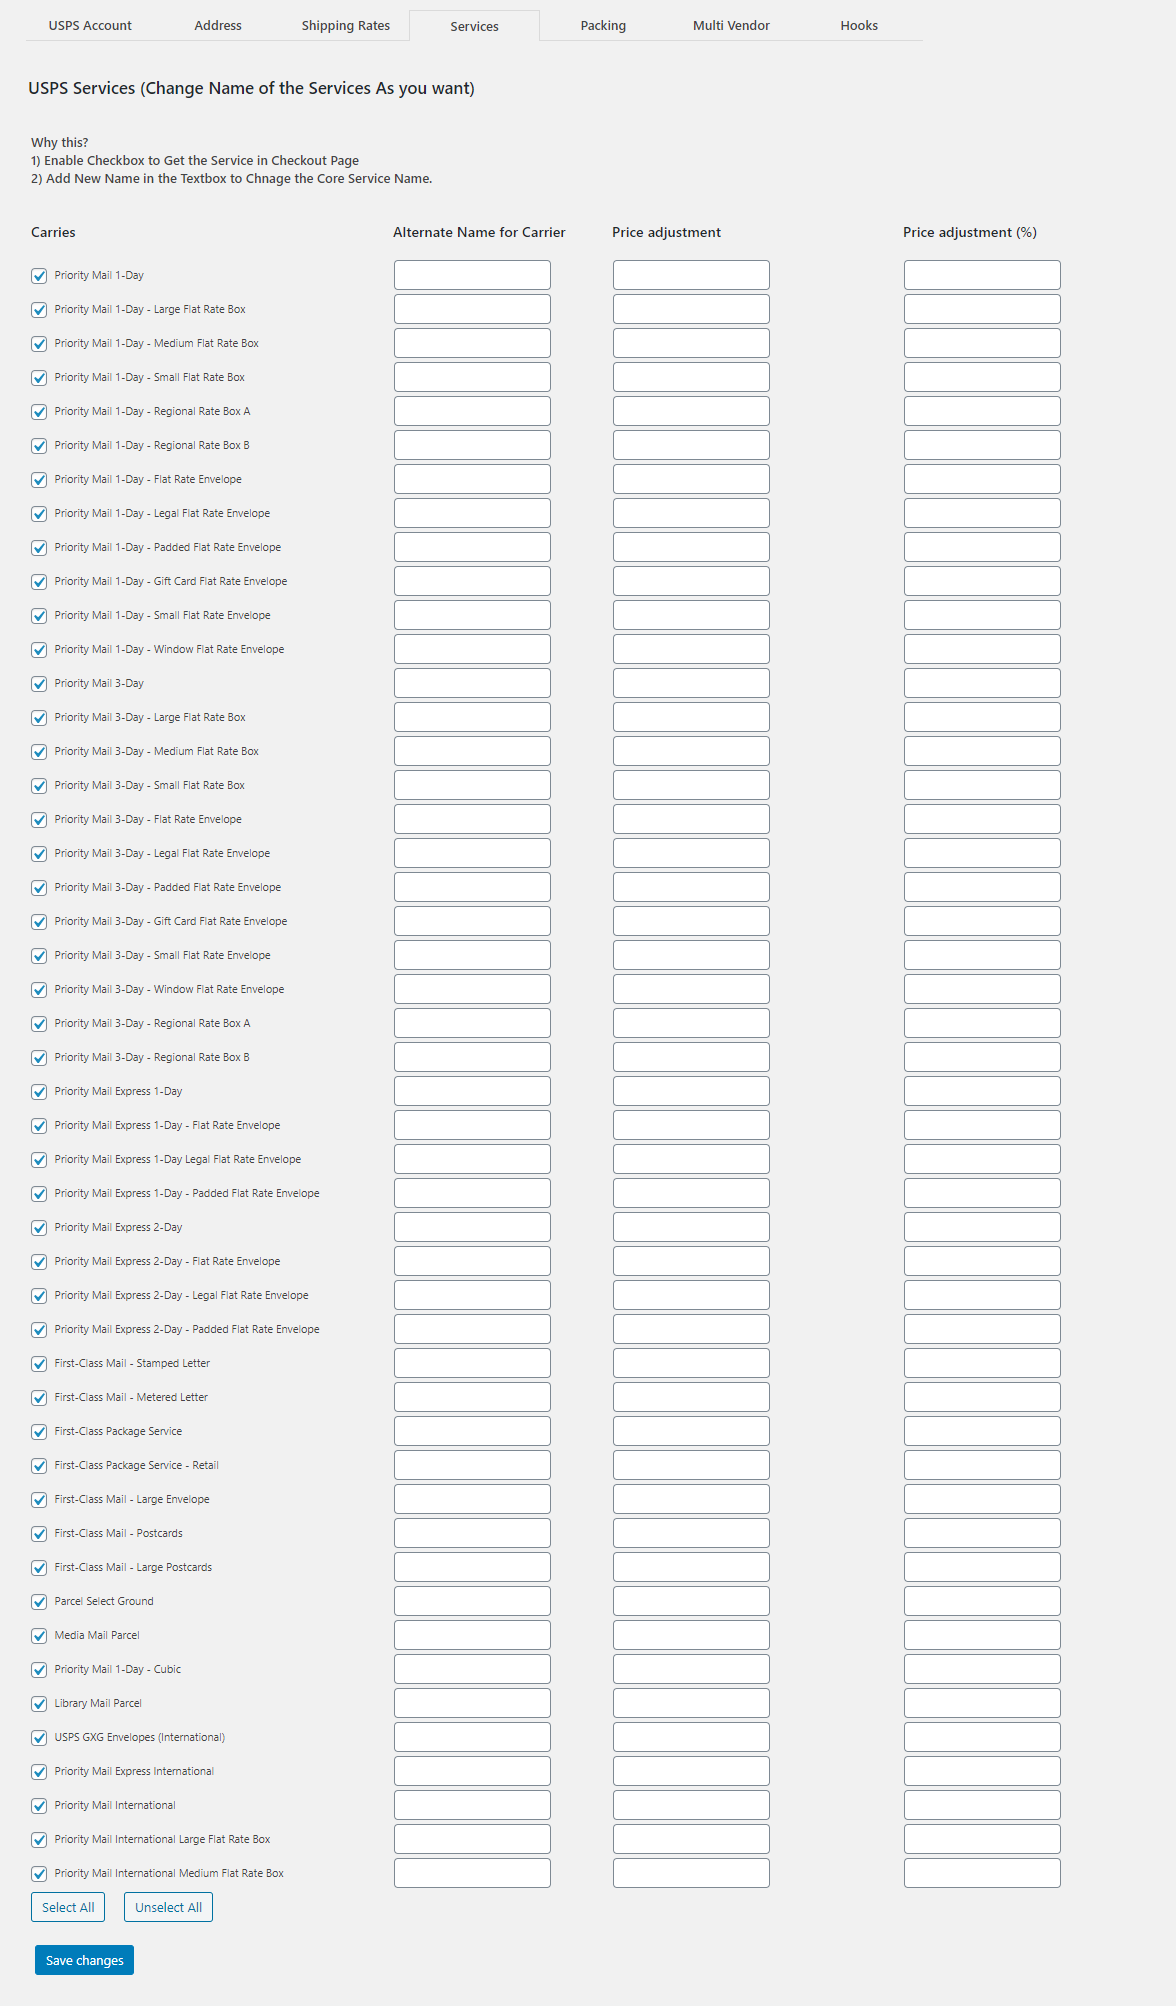 USPS Account Address Shipping Rates Services Packing Multi Vendor Hooks
USPS Services (Change Name of the Services As you want)
Why this?
1) Enable Checkbox to Get the Service in Checkout Page
2) Add New Name in the Textbox to Chnage the Core Service Name.
Carries Alternate Name for Carrier Price adjustment Price adjustment (%)
Priority Mail 1-Day
Priority Mail 1-Day - Large Flat Rate Box
Priority Mail 1-Day - Medium Flat Rate Box
Priority Mail 1-Day - Small Flat Rate Box
Priority Mail 1-Day - Regional Rate Box A
Priority Mail 1-Day - Regional Rate Box B
Priority Mail 1-Day - Flat Rate Envelope
Priority Mail 1-Day - Legal Flat Rate Envelope
Priority Mail 1-Day - Padded Flat Rate Envelope
Priority Mail 1-Day - Gift Card Flat Rate Envelope
Priority Mail 1-Day - Small Flat Rate Envelope
Priority Mail 1-Day - Window Flat Rate Envelope
Priority Mail 3-Day
Priority Mail 3-Day - Large Flat Rate Box
Priority Mail 3-Day - Medium Flat Rate Box
Priority Mail 3-Day - Small Flat Rate Box
Priority Mail 3-Day - Flat Rate Envelope
Priority Mail 3-Day - Legal Flat Rate Envelope
Priority Mail 3-Day - Padded Flat Rate Envelope
Priority Mail 3-Day - Gift Card Flat Rate Envelope
Priority Mail 3-Day - Small Flat Rate Envelope
Priority Mail 3-Day - Window Flat Rate Envelope
Priority Mail 3-Day - Regional Rate Box A
Priority Mail 3-Day - Regional Rate Box B
Priority Mail Express 1-Day
Priority Mail Express 1-Day - Flat Rate Envelope
Priority Mail Express 1-Day Legal Flat Rate Envelope
Priority Mail Express 1-Day - Padded Flat Rate Envelope
Priority Mail Express 2-Day
Priority Mail Express 2-Day - Flat Rate Envelope
Priority Mail Express 2-Day - Legal Flat Rate Envelope
Priority Mail Express 2-Day - Padded Flat Rate Envelope
First-Class Mail - Stamped Letter
First-Class Mail - Metered Letter
First-Class Package Service
First-Class Package Service - Retail
First-Class Mail - Large Envelope
First-Class Mail - Postcards
First-Class Mail - Large Postcards
Parcel Select Ground
Media Mail Parcel
Priority Mail 1-Day - Cubic
Library Mail Parcel
USPS GXG Envelopes (International)
Priority Mail Express International
Priority Mail International
Priority Mail International Large Flat Rate Box
Priority Mail International Medium Flat Rate Box
Select All Unselect All
Save changes